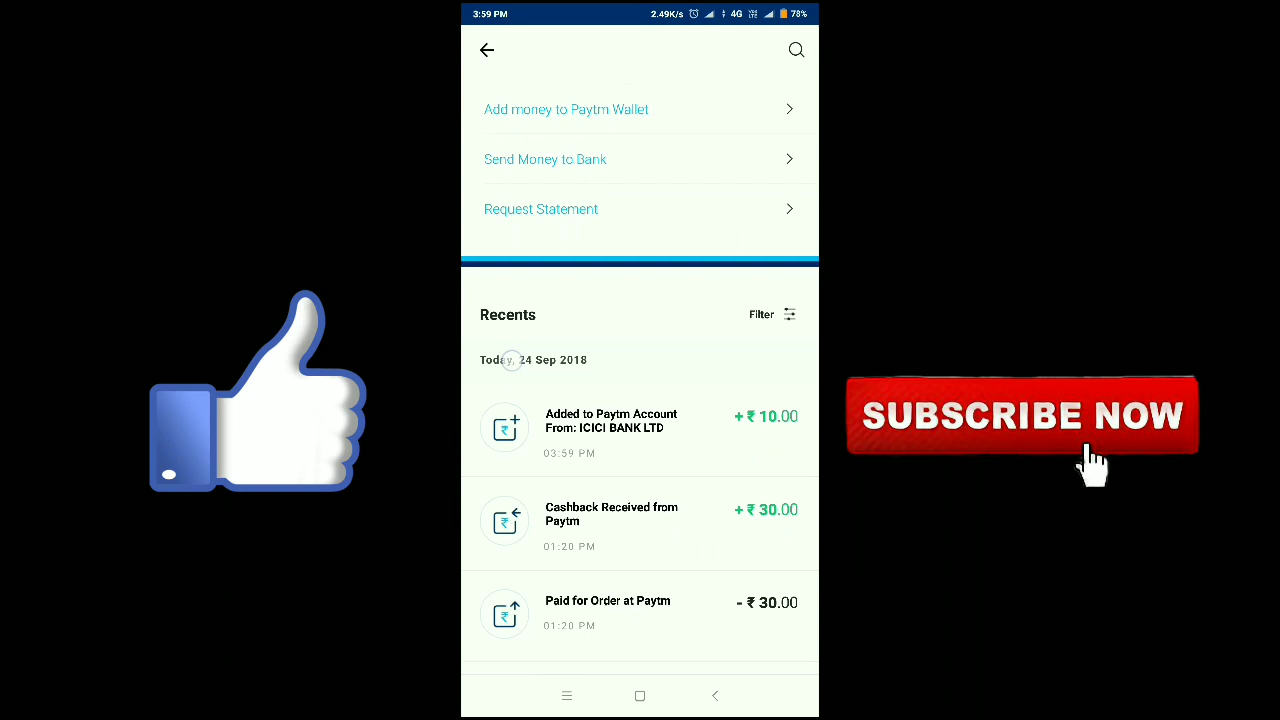 3:59 PM
2.49K/s 4G 78%
Add money to Paytm Wallet
Send Money to Bank
Request Statement
Recents
Filter
Today, 24 Sep 2018
Added to Paytm Account
From: ICICI BANK LTD
+ ₹ 10.00
03:59 PM
Cashback Received from
Paytm
+ ₹ 30.00
01:20 PM
Paid for Order at Paytm
- ₹ 30.00
01:20 PM
SUBSCRIBE NOW